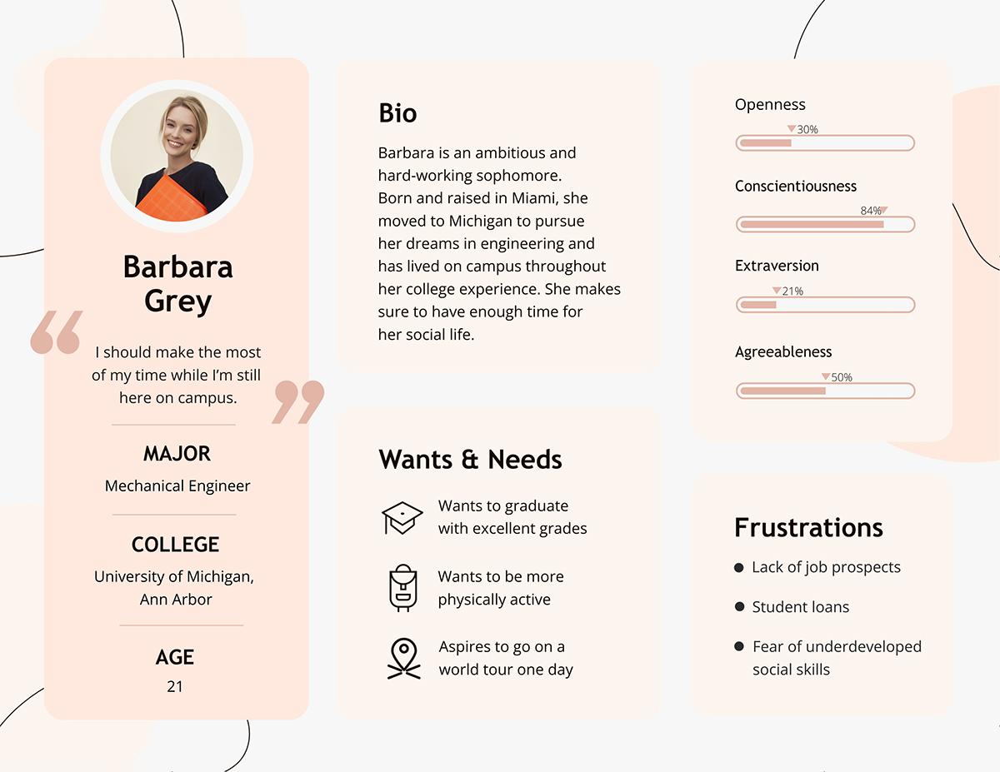 Barbara
Grey
“
I should make the most
of my time while I’m still
here on campus.
”
MAJOR
Mechanical Engineer
COLLEGE
University of Michigan,
Ann Arbor
AGE
21
Bio
Barbara is an ambitious and
hard-working sophomore.
Born and raised in Miami, she
moved to Michigan to pursue
her dreams in engineering and
has lived on campus throughout
her college experience. She makes
sure to have enough time for
her social life.
Wants & Needs
Wants to graduate
with excellent grades
Wants to be more
physically active
Aspires to go on a
world tour one day
Openness
30%
Conscientiousness
84%
Extraversion
21%
Agreeableness
50%
Frustrations
● Lack of job prospects
● Student loans
● Fear of underdeveloped
social skills